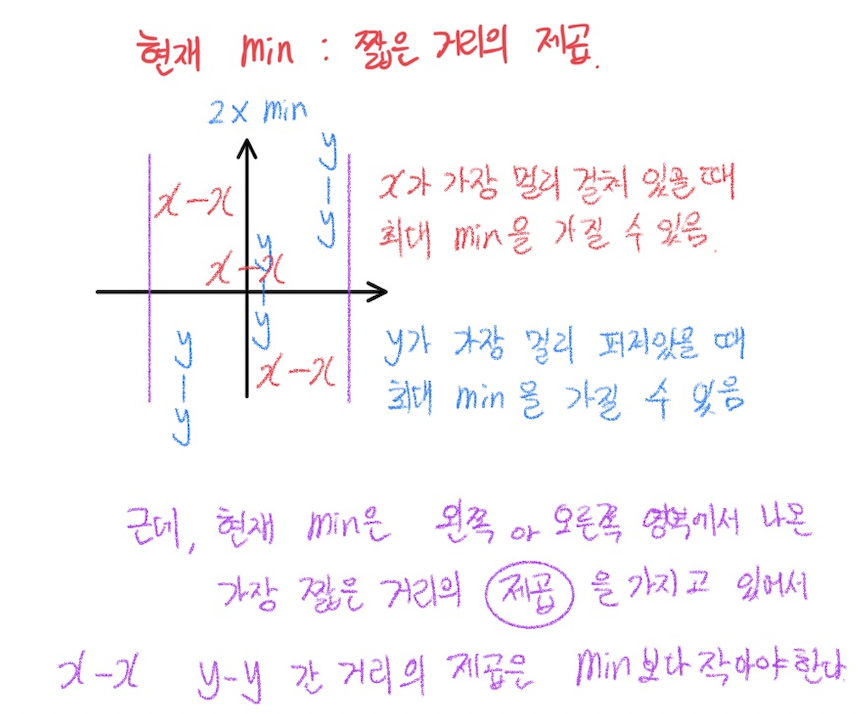 현재 min : 짧은 거리의 제곱.
2 x min
x-x
x-x
x-x
y-y
y-y
y-y
x가 가장 멀리 걸쳐 있을 때
최대 min을 가질 수 있음.
y가 가장 멀리 퍼져있을 때
최대 min을 가질 수 있음
근데, 현재 min은 왼쪽 아 오른쪽 영역에서 나온
가장 짧은 거리의 제곱을 가지고 있어서
x-x y-y 간 거리의 제곱은 min보다 작아야한다.